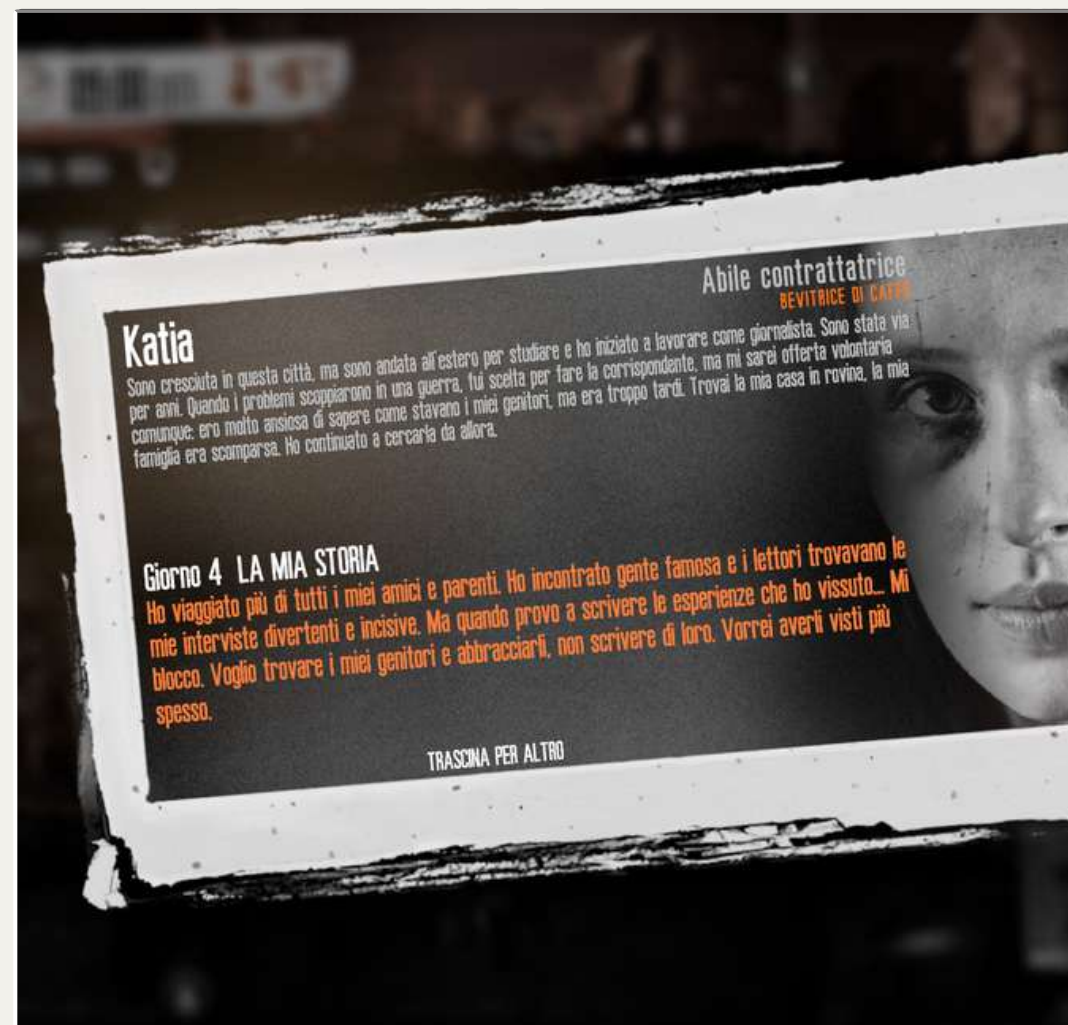 Abile contrattatrice
BEVITRICE DI CAFFÈ
Katia
Sono cresciuta in questa città, ma sono andata all'estero per studiare e ho iniziato a lavorare come giornalista. Sono stata via
per anni. Quando i problemi scoppiarono in una guerra, fui scelta per fare la corrispondente, ma mi sarei offerta volontaria
comunque: ero molto ansiosa di sapere come stavano i miei genitori, ma era troppo tardi. Trovai la mia casa in rovina, la mia
famiglia era scomparsa. Ho continuato a cercarla da allora.
Giorno 4 LA MIA STORIA
Ho viaggiato più di tutti i miei amici e parenti. Ho incontrato gente famosa e i lettori trovavano le
mie interviste divertenti e incisive. Ma quando provo a scrivere le esperienze che ho vissuto... Mi
blocco. Voglio trovare i miei genitori e abbracciarli, non scrivere di loro. Vorrei averli visti più
spesso.
TRASCINA PER ALTRO